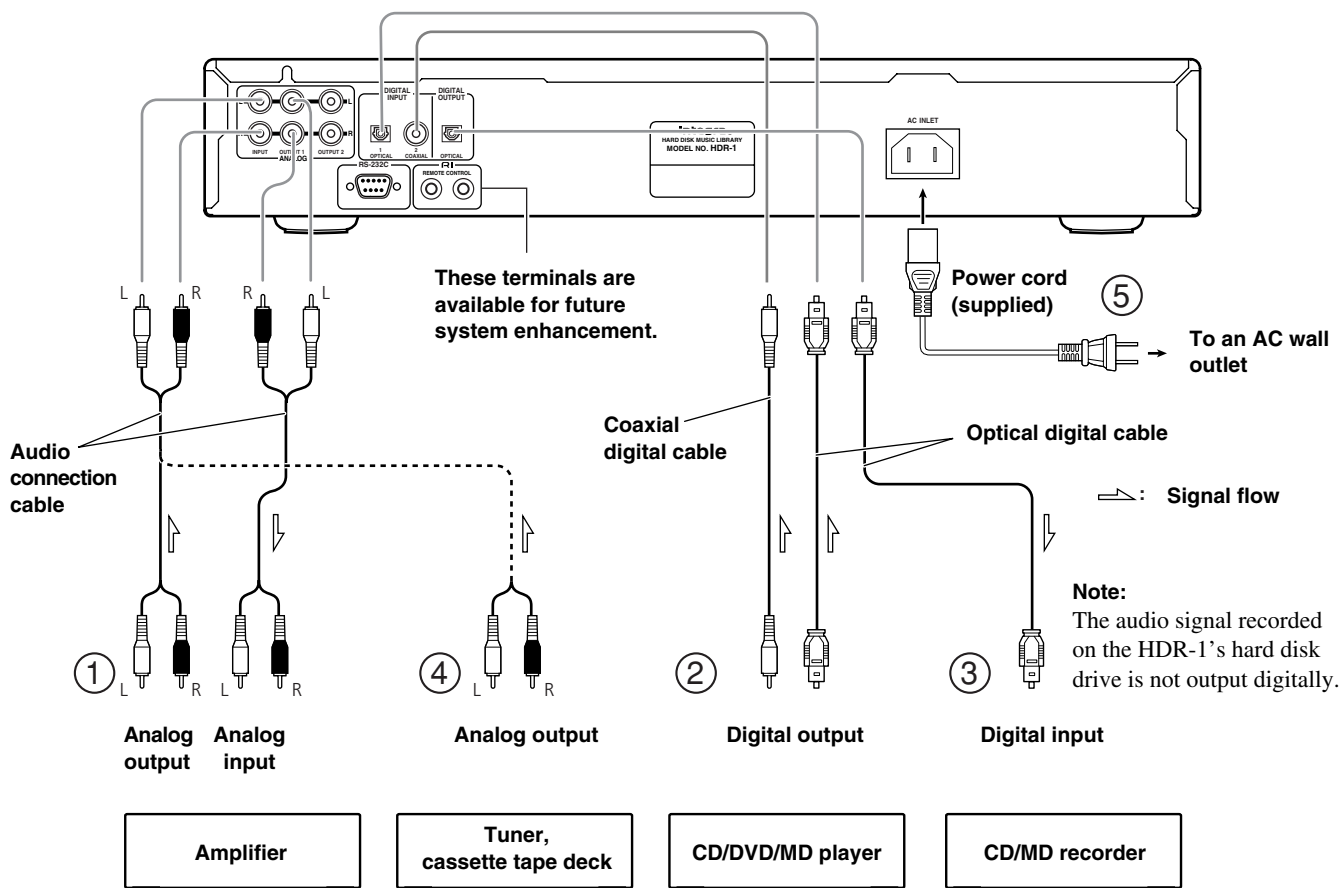 DIGITAL INPUT
DIGITAL OUTPUT
L
R
INPUT
OUTPUT 1
OUTPUT 2
ANALOG
1
OPTICAL
2
COAXIAL
OPTICAL
RS-232C
RI
REMOTE CONTROL
Integra
HARD DISK MUSIC LIBRARY
MODEL NO. HDR-1
AC INLET
L R R L
These terminals are
available for future
system enhancement.
Power cord
(supplied)
5
To an AC wall
outlet
Audio
connection
cable
Coaxial
digital cable
Optical digital cable
: Signal flow
Note:
The audio signal recorded
on the HDR-1's hard disk
drive is not output digitally.
1
L R L R
4
L R
2
3
Analog
output
Analog
input
Analog output
Digital output
Digital input
Amplifier
Tuner,
cassette tape deck
CD/DVD/MD player
CD/MD recorder